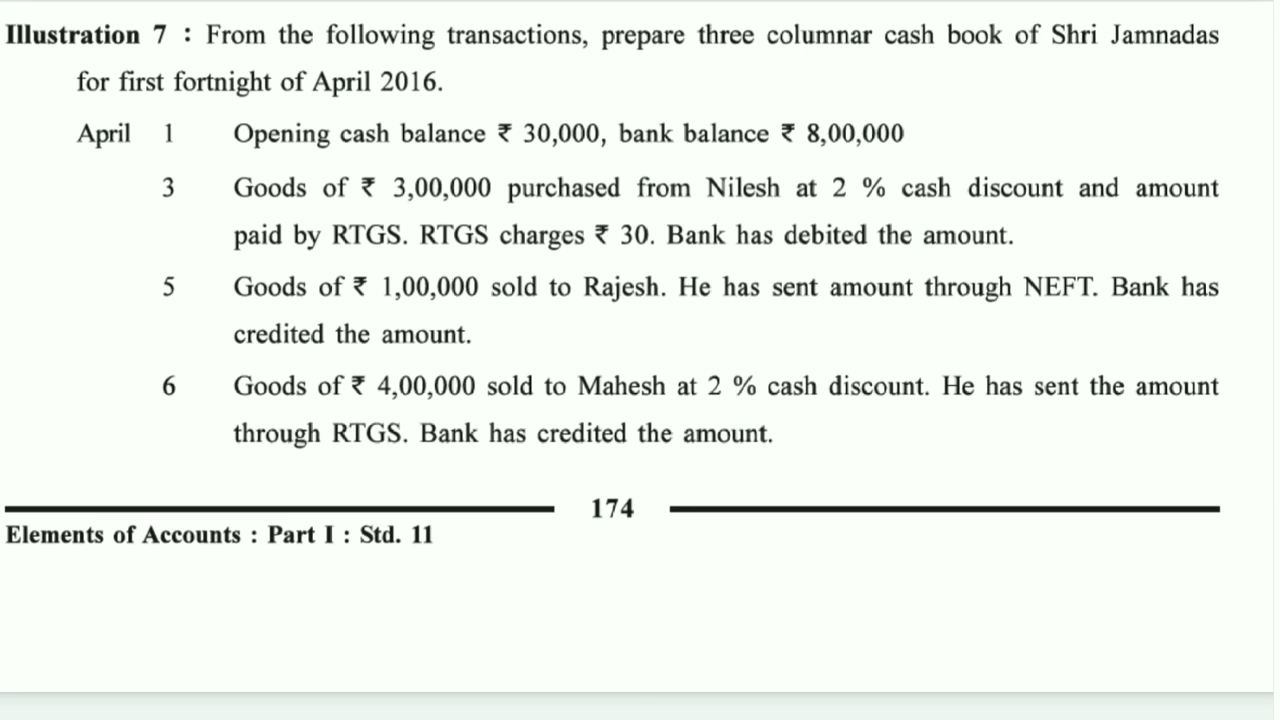 Illustration 7 : From the following transactions, prepare three columnar cash book of Shri Jamnadas
for first fortnight of April 2016.
April 1 Opening cash balance ₹ 30,000, bank balance ₹ 8,00,000
3 Goods of ₹ 3,00,000 purchased from Nilesh at 2 % cash discount and amount
paid by RTGS. RTGS charges ₹ 30. Bank has debited the amount.
5 Goods of ₹ 1,00,000 sold to Rajesh. He has sent amount through NEFT. Bank has
credited the amount.
6 Goods of ₹ 4,00,000 sold to Mahesh at 2 % cash discount. He has sent the amount
through RTGS. Bank has credited the amount.
174
Elements of Accounts : Part I : Std. 11